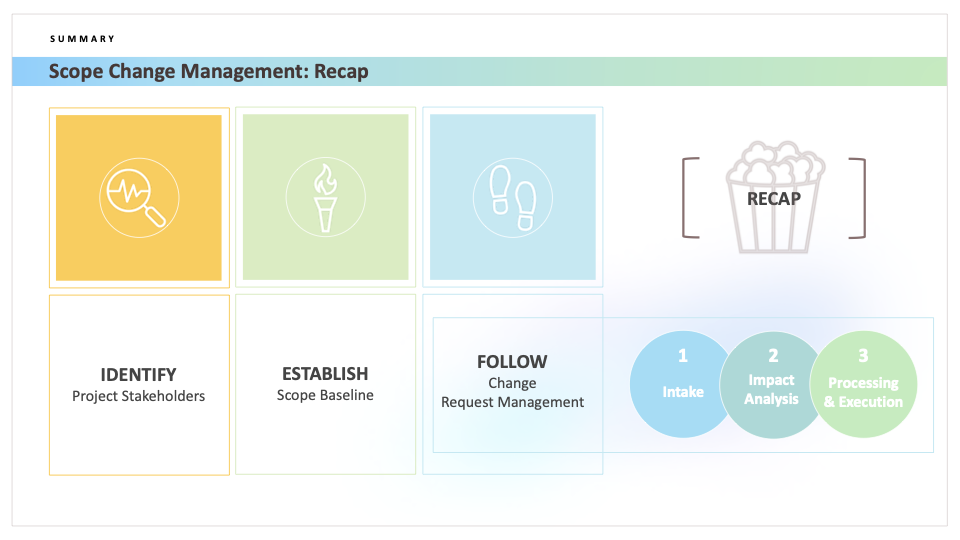 SUMMARY
Scope Change Management: Recap
RECAP
IDENTIFY
Project Stakeholders
ESTABLISH
Scope Baseline
FOLLOW
Change
Request Management
1
Intake
2
Impact
Analysis
3
Processing
& Execution